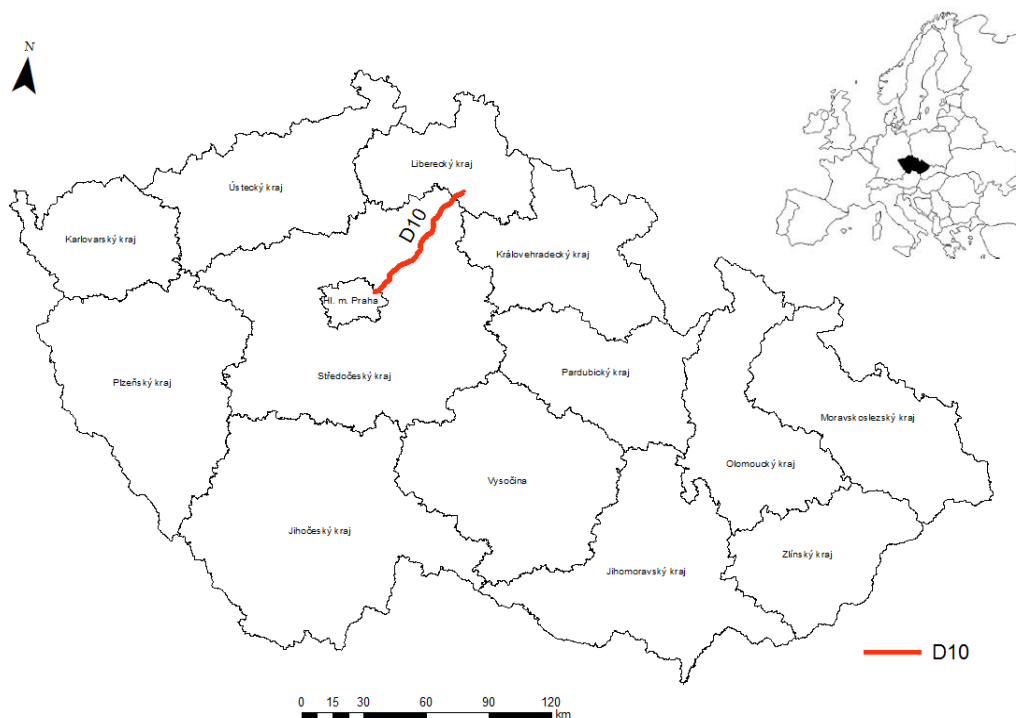 N
Liberecký kraj
Ústecký kraj
Karlovarský kraj
D10
Královehradecký kraj
Hl. m. Praha
Středočeský kraj
Pardubický kraj
Plzeňský kraj
Moravskoslezský kraj
Olomoucký kraj
Vysočina
Jihočeský kraj
Zlínský kraj
Jihomoravský kraj
D10
0 15 30 60 90 120
km